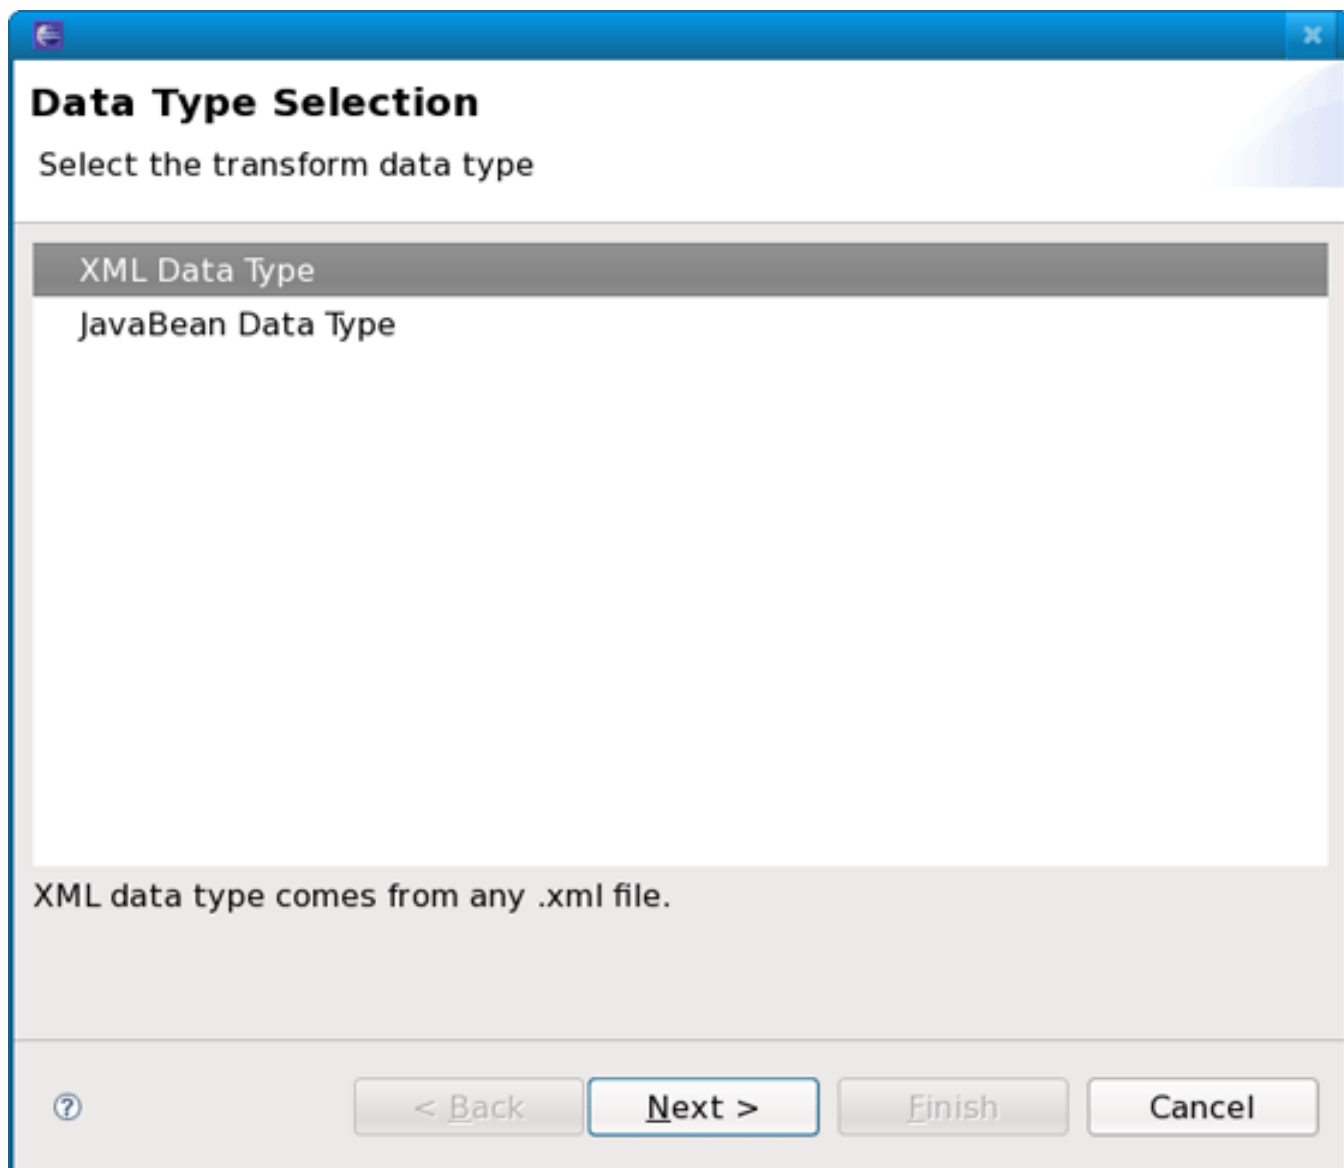 Data Type Selection
Select the transform data type
XML Data Type
JavaBean Data Type
XML data type comes from any .xml file.
< Back Next > Finish Cancel